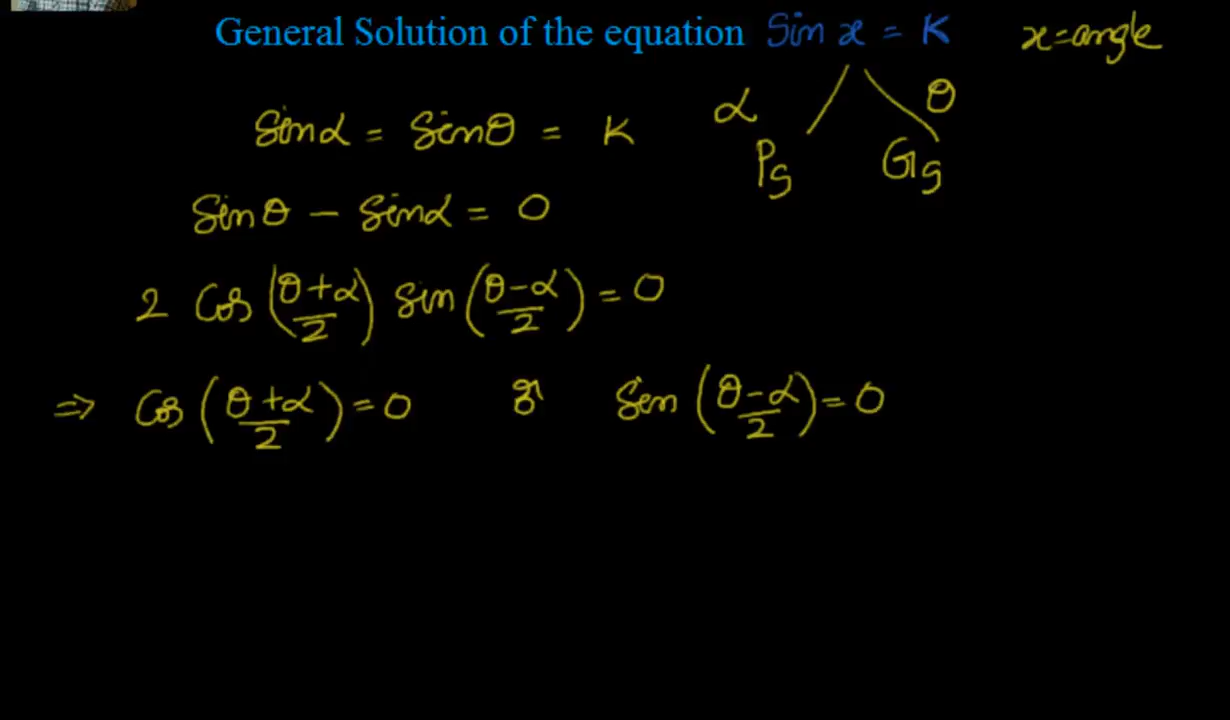 General Solution of the equation Sin x = K x=angle
α θ
Sinα = Sinθ = K
Ps Gs
Sinθ − Sinα = 0
2 Cos (θ+α/2) Sin (θ−α/2) = 0
⇒ Cos (θ+α/2) = 0 or Sin (θ−α/2) = 0